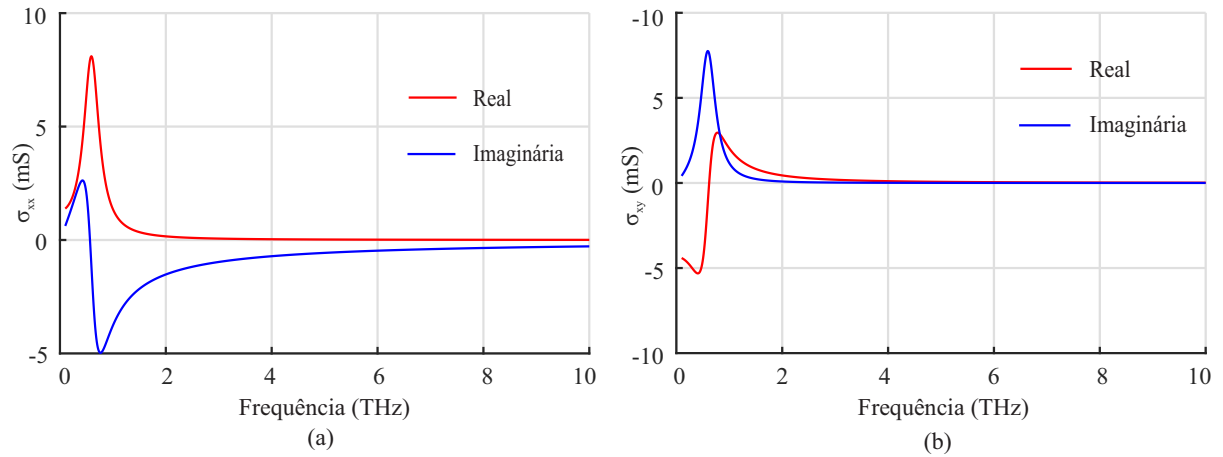 10
5
0
-5
σxx (mS)
Real
Imaginária
0 2 4 6 8 10
Frequência (THz)
(a)
-10
5
0
-5
-10
σxy (mS)
Real
Imaginária
0 2 4 6 8 10
Frequência (THz)
(b)